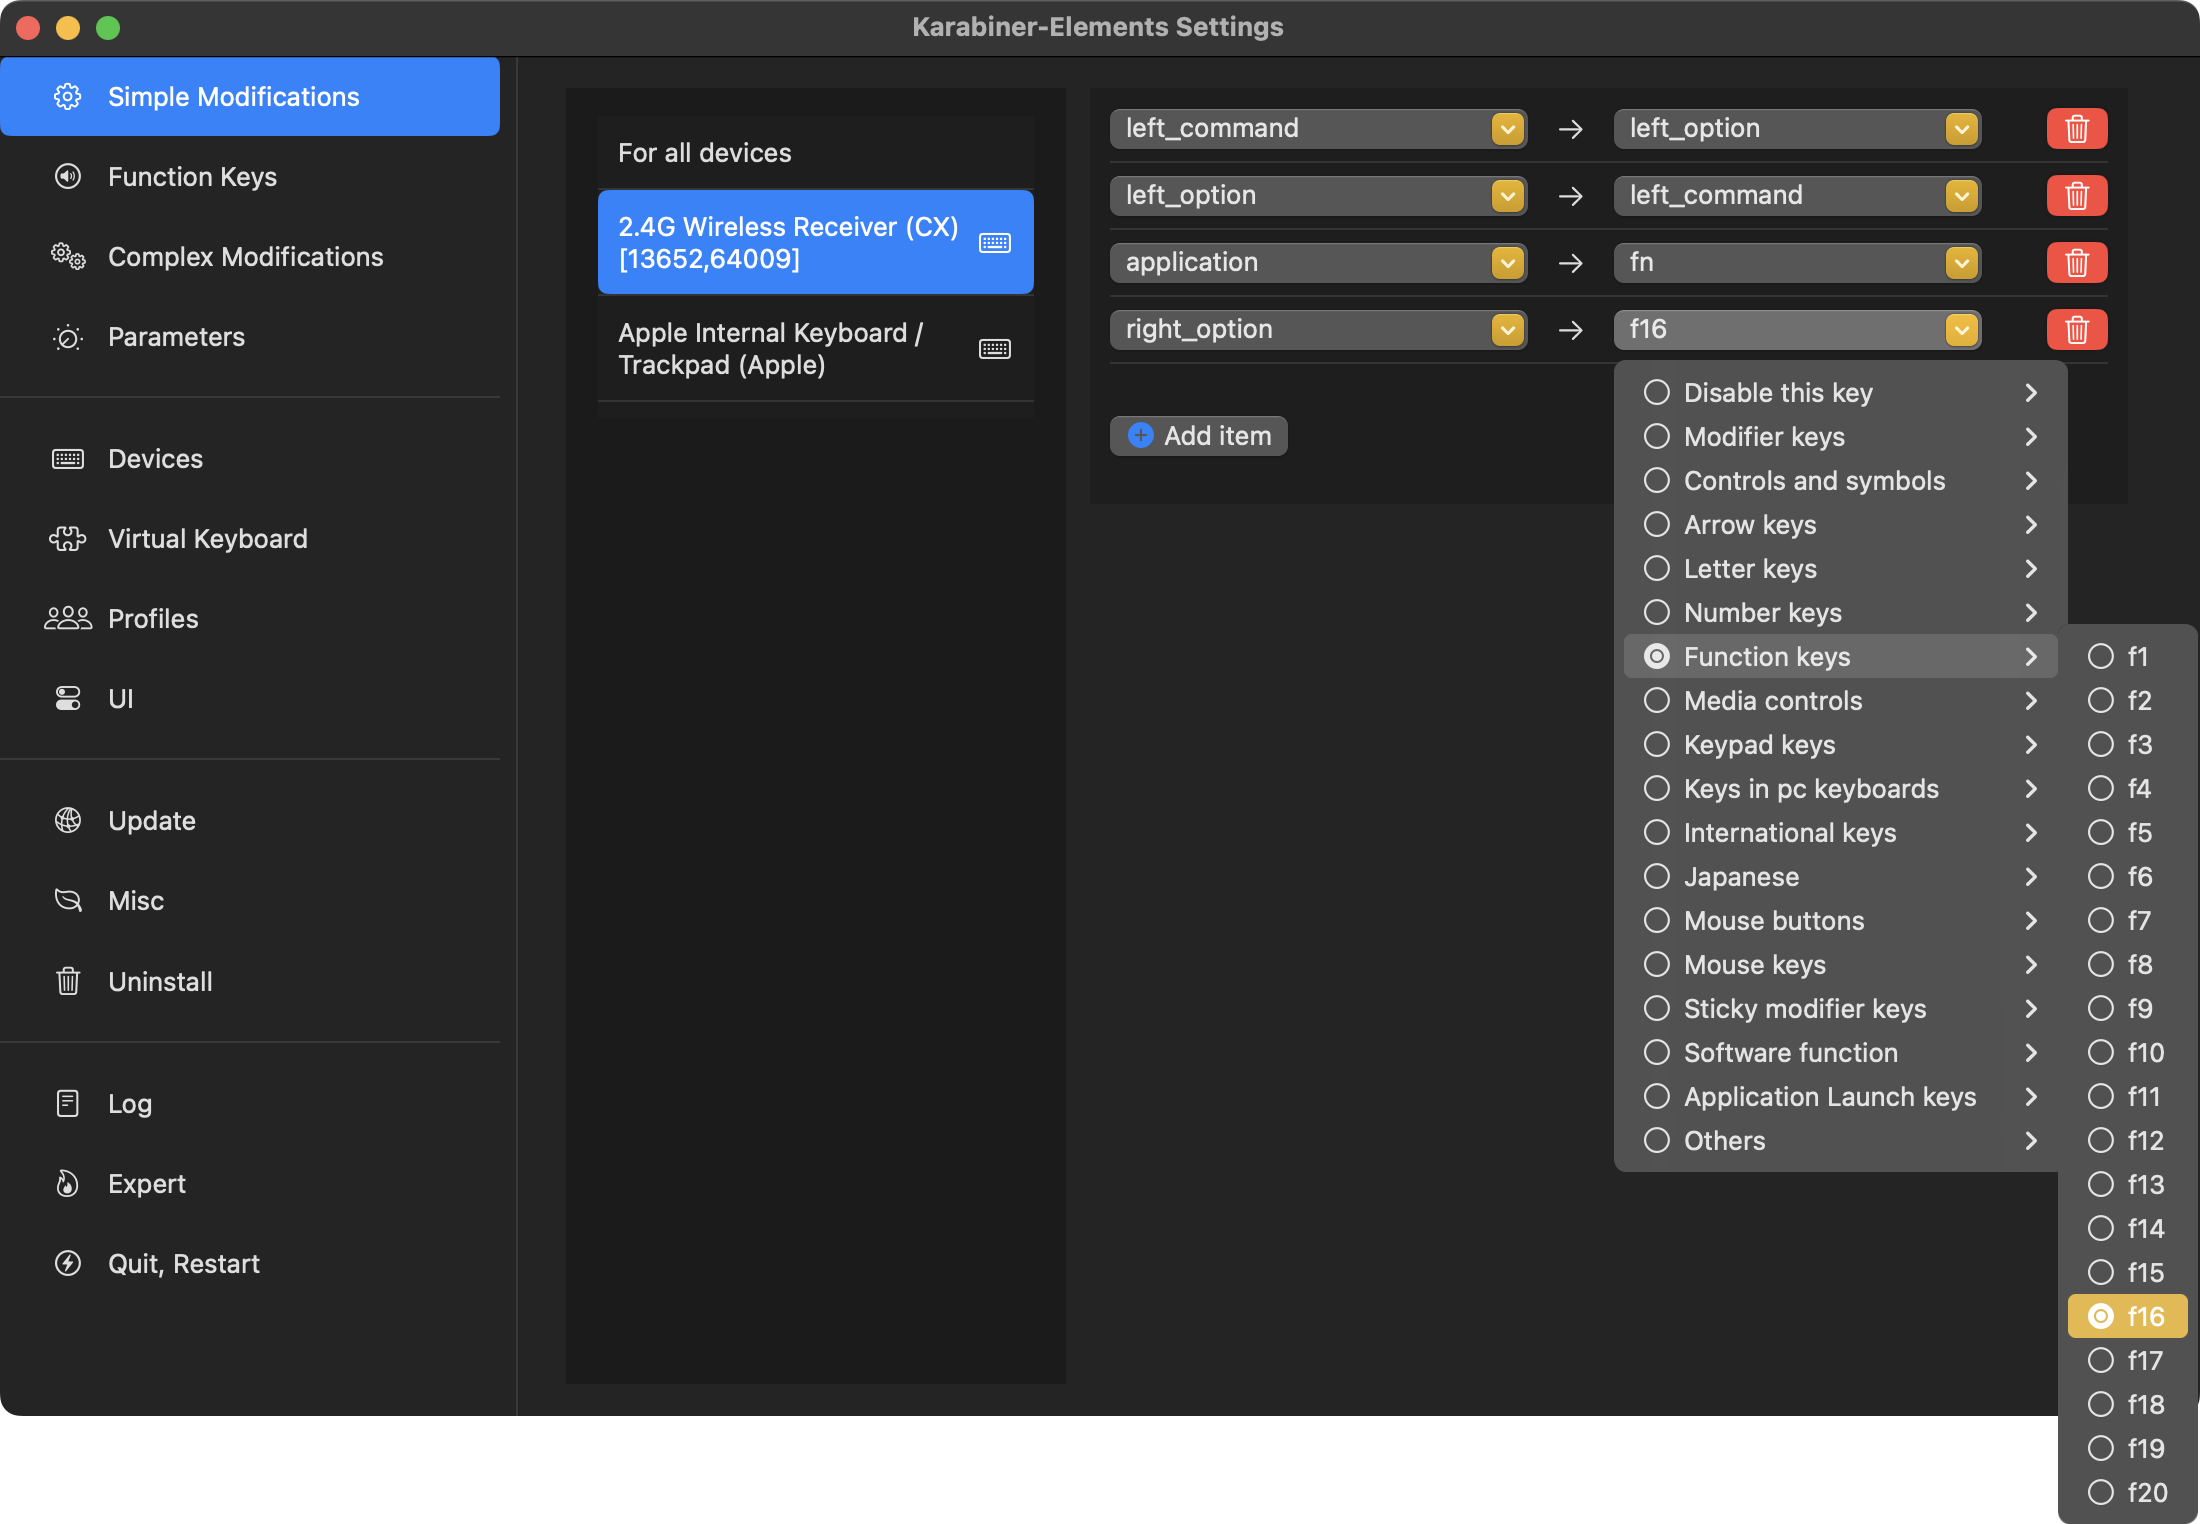 Karabiner-Elements Settings
Simple Modifications
Function Keys
Complex Modifications
Parameters
Devices
Virtual Keyboard
Profiles
UI
Update
Misc
Uninstall
Log
Expert
Quit, Restart
For all devices
2.4G Wireless Receiver (CX)
[13652,64009]
Apple Internal Keyboard /
Trackpad (Apple)
left_command → left_option
left_option → left_command
application → fn
right_option → f16
Add item
Disable this key
Modifier keys
Controls and symbols
Arrow keys
Letter keys
Number keys
Function keys
Media controls
Keypad keys
Keys in pc keyboards
International keys
Japanese
Mouse buttons
Mouse keys
Sticky modifier keys
Software function
Application Launch keys
Others
f1
f2
f3
f4
f5
f6
f7
f8
f9
f10
f11
f12
f13
f14
f15
f16
f17
f18
f19
f20